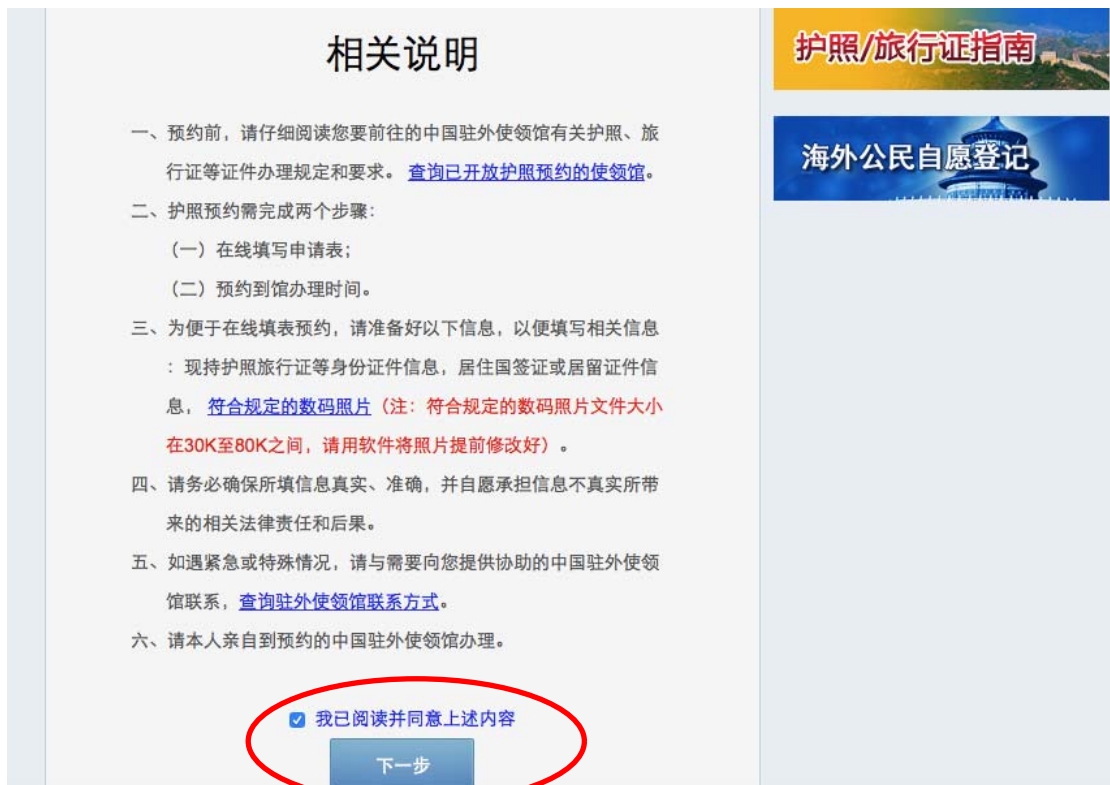 相关说明
一、预约前，请仔细阅读您要前往的中国驻外使领馆有关护照、旅
行证等证件办理规定和要求。 查询已开放护照预约的使领馆。
二、护照预约需完成两个步骤：
（一）在线填写申请表；
（二）预约到馆办理时间。
三、为便于在线填表预约，请准备好以下信息，以便填写相关信息
：现持护照旅行证等身份证件信息，居住国签证或居留证件信
息， 符合规定的数码照片（注：符合规定的数码照片文件大小
在30K至80K之间，请用软件将照片提前修改好）。
四、请务必确保所填信息真实、准确，并自愿承担信息不真实所带
来的相关法律责任和后果。
五、如遇紧急或特殊情况，请与需要向您提供协助的中国驻外使领
馆联系，查询驻外使领馆联系方式。
六、请本人亲自到预约的中国驻外使领馆办理。
我已阅读并同意上述内容
下一步
护照/旅行证指南
海外公民自愿登记